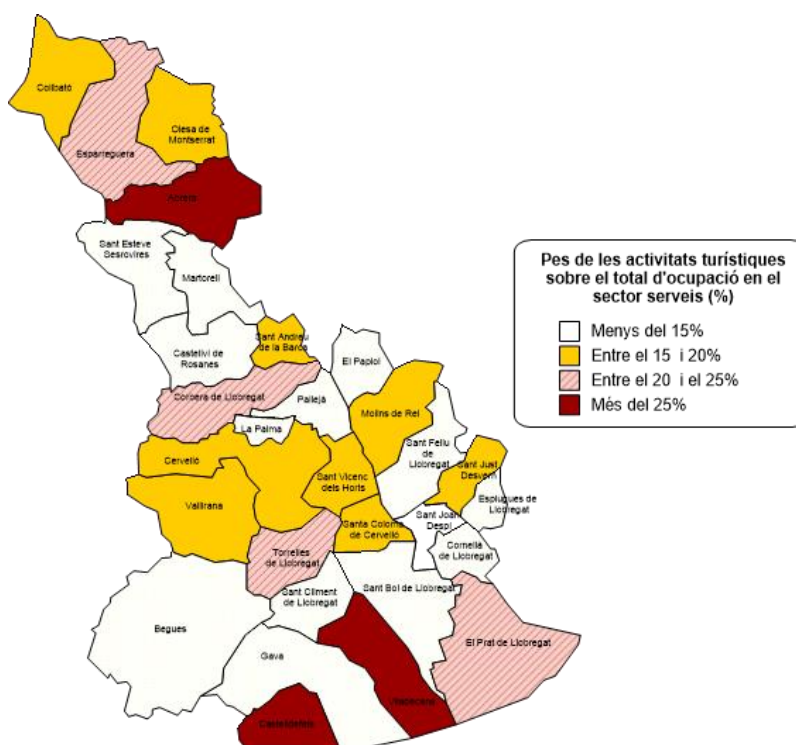 Collbató
Olesa de
Montserrat
Esparreguera
Abrera
Sant Esteve
Sesrovires
Martorell
Pes de les activitats turístiques
sobre el total d'ocupació en el
sector serveis (%)
Menys del 15%
Entre el 15 i 20%
Entre el 20 i el 25%
Més del 25%
Sant Andreu
de la Barca
Castellví de
Rosanes
El Papiol
Corbera de Llobregat
Pallejà
Molins de Rei
La Palma
Sant Feliu
de
Llobregat
Cervelló
Sant Vicenc
dels Horts
Sant Just
Desvern
Vallirana
Esplugues de
Llobregat
Sant Joan
Despí
Santa Coloma
de Cervelló
Cornellà
de Llobregat
Torrelles
de Llobregat
Sant Climent
de Llobregat
Sant Boi de Llobregat
Begues
El Prat de Llobregat
Gavà
Viladecans
Castelldefels